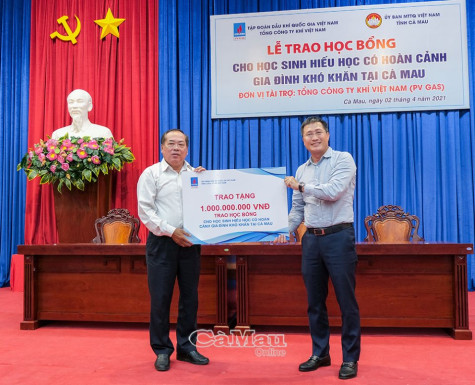 TẬP ĐOÀN DẦU KHÍ QUỐC GIA VIỆT NAM
TỔNG CÔNG TY KHÍ VIỆT NAM
ỦY BAN MTTQ VIỆT NAM
TỈNH CÀ MAU
LỄ TRAO HỌC BỔNG
CHO HỌC SINH HIẾU HỌC CÓ HOÀN CẢNH
GIA ĐÌNH KHÓ KHĂN TẠI CÀ MAU
ĐƠN VỊ TÀI TRỢ: TỔNG CÔNG TY KHÍ VIỆT NAM (PV GAS)
Cà Mau, ngày 02 tháng 4 năm 2021
TRAO TẶNG
1.000.000.000 VNĐ
TRAO HỌC BỔNG
CHO HỌC SINH HIẾU HỌC CÓ HOÀN
CẢNH GIA ĐÌNH KHÓ KHĂN TẠI CÀ MAU
CàMau
Online